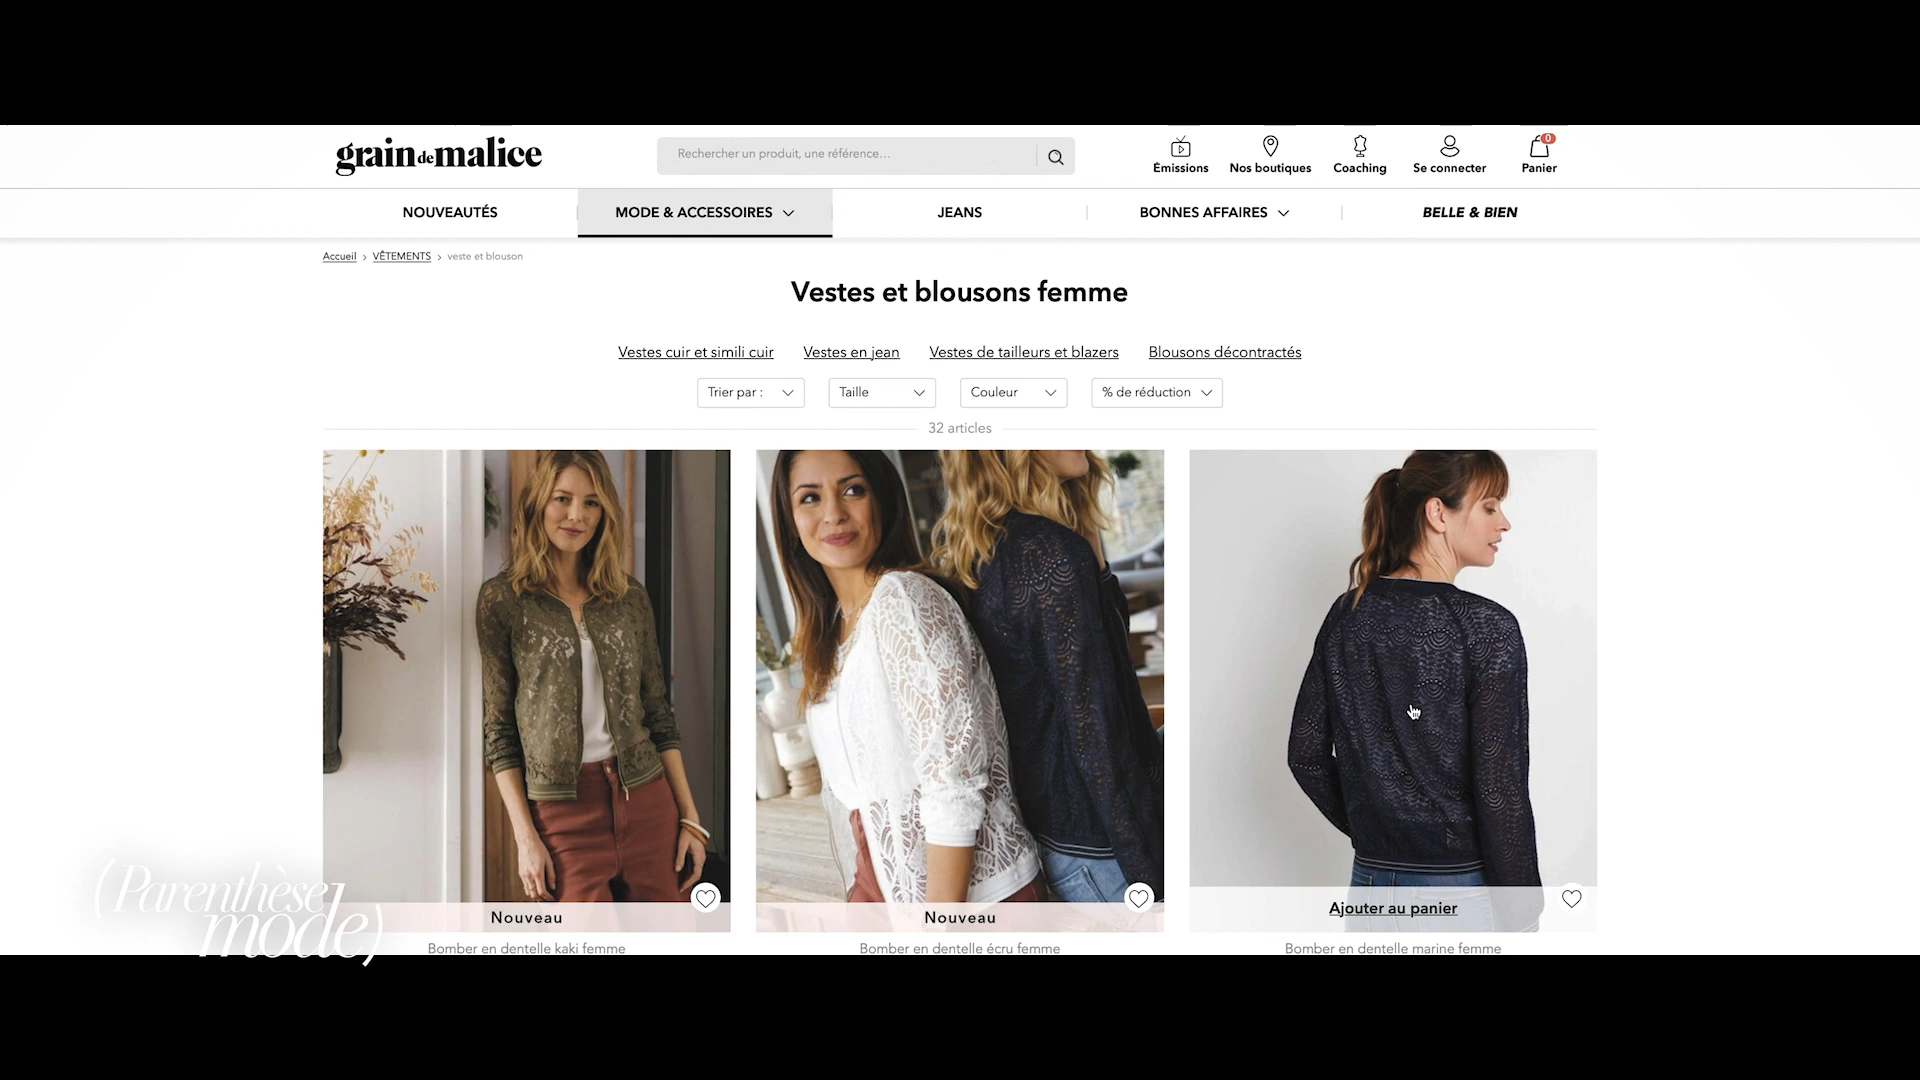 grain de malice
Rechercher un produit, une référence...
0
Émissions
Nos boutiques
Coaching
Se connecter
Panier
NOUVEAUTÉS
MODE & ACCESSOIRES
JEANS
BONNES AFFAIRES
BELLE & BIEN
Accueil > VÊTEMENTS > veste et blouson
Vestes et blousons femme
Vestes cuir et simili cuir
Vestes en jean
Vestes de tailleurs et blazers
Blousons décontractés
Trier par :
Taille
Couleur
% de réduction
32 articles
Nouveau
Nouveau
Ajouter au panier
Bomber en dentelle kaki femme
Bomber en dentelle écru femme
Bomber en dentelle marine femme
(Parenthèse
mode)